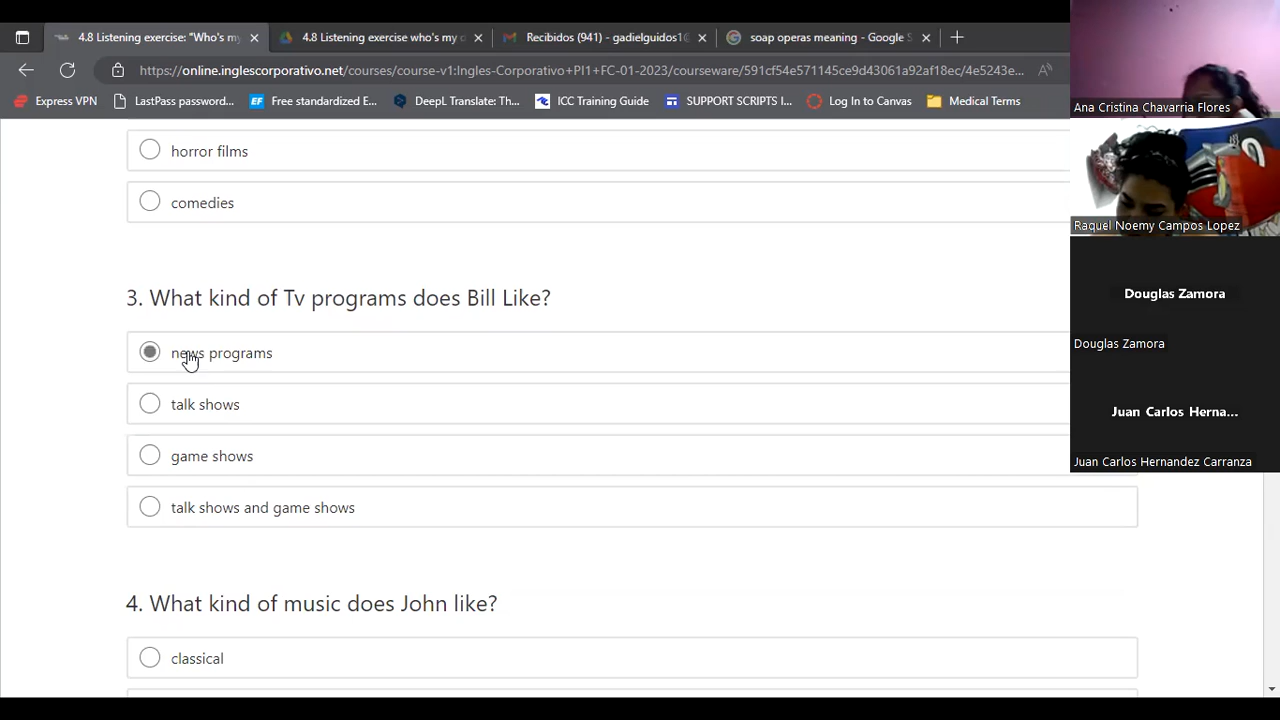 4.8 Listening exercise: "Who's my
4.8 Listening exercise who's my d
Recibidos (941) - gadielguidos1@
soap operas meaning - Google S
https://online.inglescorporativo.net/courses/course-v1:Ingles-Corporativo+PI1+FC-01-2023/courseware/591cf54e571145ce9d43061a92af18ec/4e5243e...
Express VPN
LastPass password...
Free standardized E...
DeepL Translate: Th...
ICC Training Guide
SUPPORT SCRIPTS I...
Log In to Canvas
Medical Terms
horror films
comedies
3. What kind of Tv programs does Bill Like?
news programs
talk shows
game shows
talk shows and game shows
4. What kind of music does John like?
classical
Ana Cristina Chavarria Flores
Raquel Noemy Campos Lopez
Douglas Zamora
Douglas Zamora
Juan Carlos Herna...
Juan Carlos Hernandez Carranza